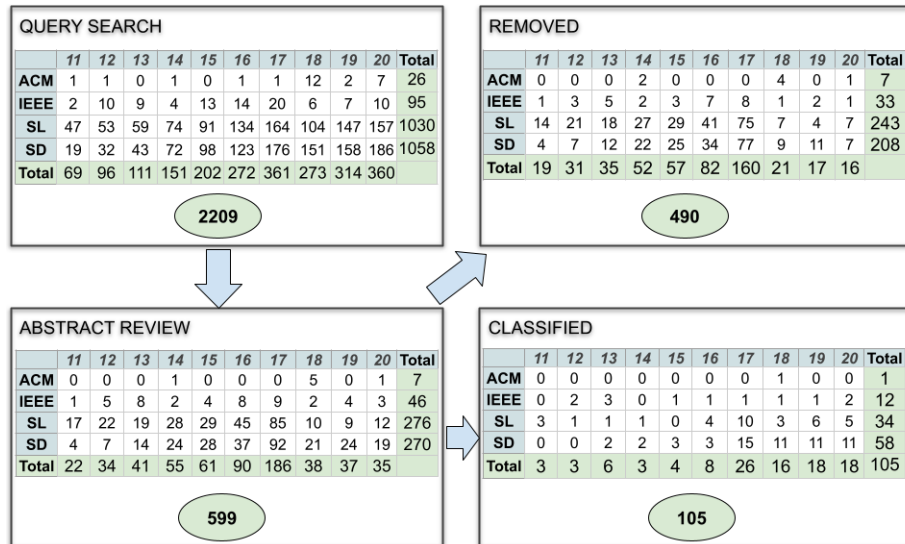 QUERY SEARCH
11 12 13 14 15 16 17 18 19 20 Total
ACM 1 1 0 1 0 1 1 12 2 7 26
IEEE 2 10 9 4 13 14 20 6 7 10 95
SL 47 53 59 74 91 134 164 104 147 157 1030
SD 19 32 43 72 98 123 176 151 158 186 1058
Total 69 96 111 151 202 272 361 273 314 360
2209
REMOVED
11 12 13 14 15 16 17 18 19 20 Total
ACM 0 0 0 2 0 0 0 4 0 1 7
IEEE 1 3 5 2 3 7 8 1 2 1 33
SL 14 21 18 27 29 41 75 7 4 7 243
SD 4 7 12 22 25 34 77 9 11 7 208
Total 19 31 35 52 57 82 160 21 17 16
490
ABSTRACT REVIEW
11 12 13 14 15 16 17 18 19 20 Total
ACM 0 0 0 1 0 0 0 5 0 1 7
IEEE 1 5 8 2 4 8 9 2 4 3 46
SL 17 22 19 28 29 45 85 10 9 12 276
SD 4 7 14 24 28 37 92 21 24 19 270
Total 22 34 41 55 61 90 186 38 37 35
599
CLASSIFIED
11 12 13 14 15 16 17 18 19 20 Total
ACM 0 0 0 0 0 0 0 1 0 0 1
IEEE 0 2 3 0 1 1 1 1 1 2 12
SL 3 1 1 1 0 4 10 3 6 5 34
SD 0 0 2 2 3 3 15 11 11 11 58
Total 3 3 6 3 4 8 26 16 18 18 105
105